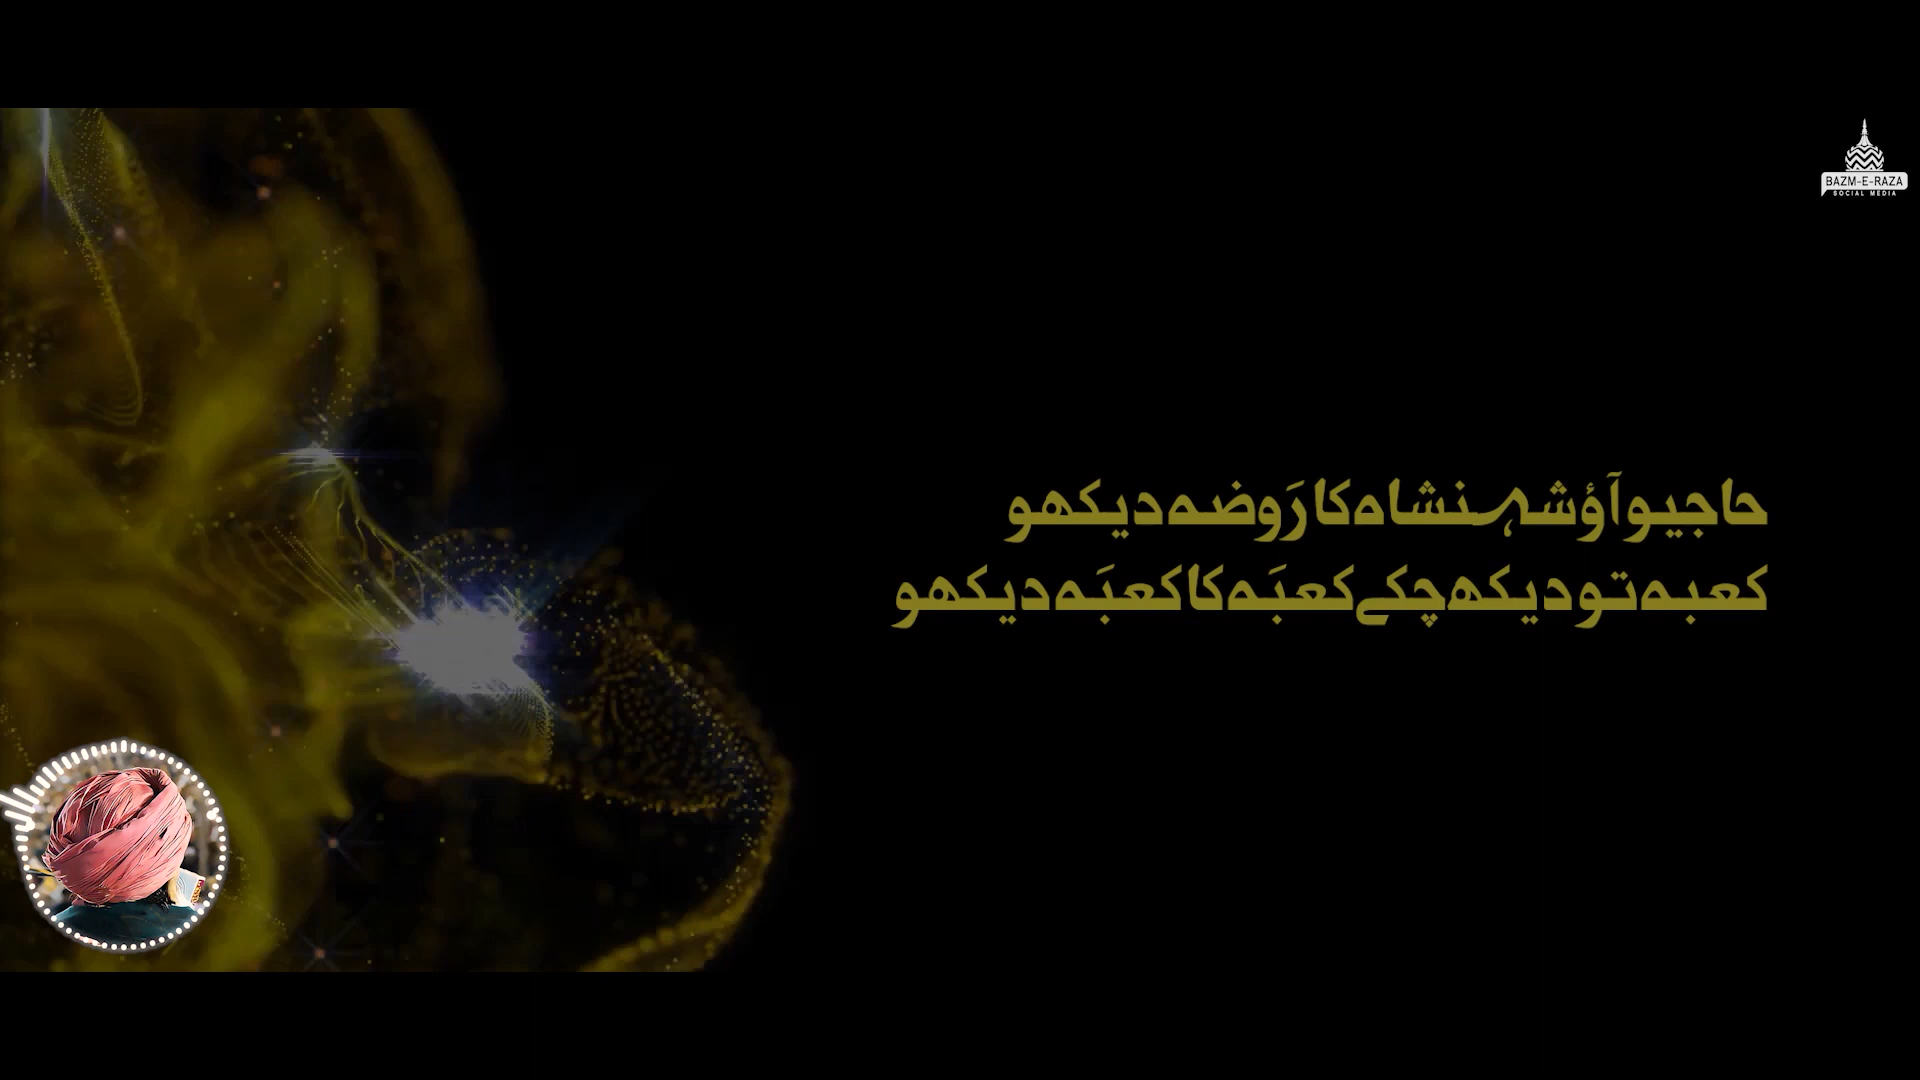 حاجیو آؤ شہنشاہ کا رَوضہ دیکھو
کعبہ تو دیکھ چکے کعبَہ کا کعبَہ دیکھو
BAZM-E-RAZA
SOCIAL MEDIA